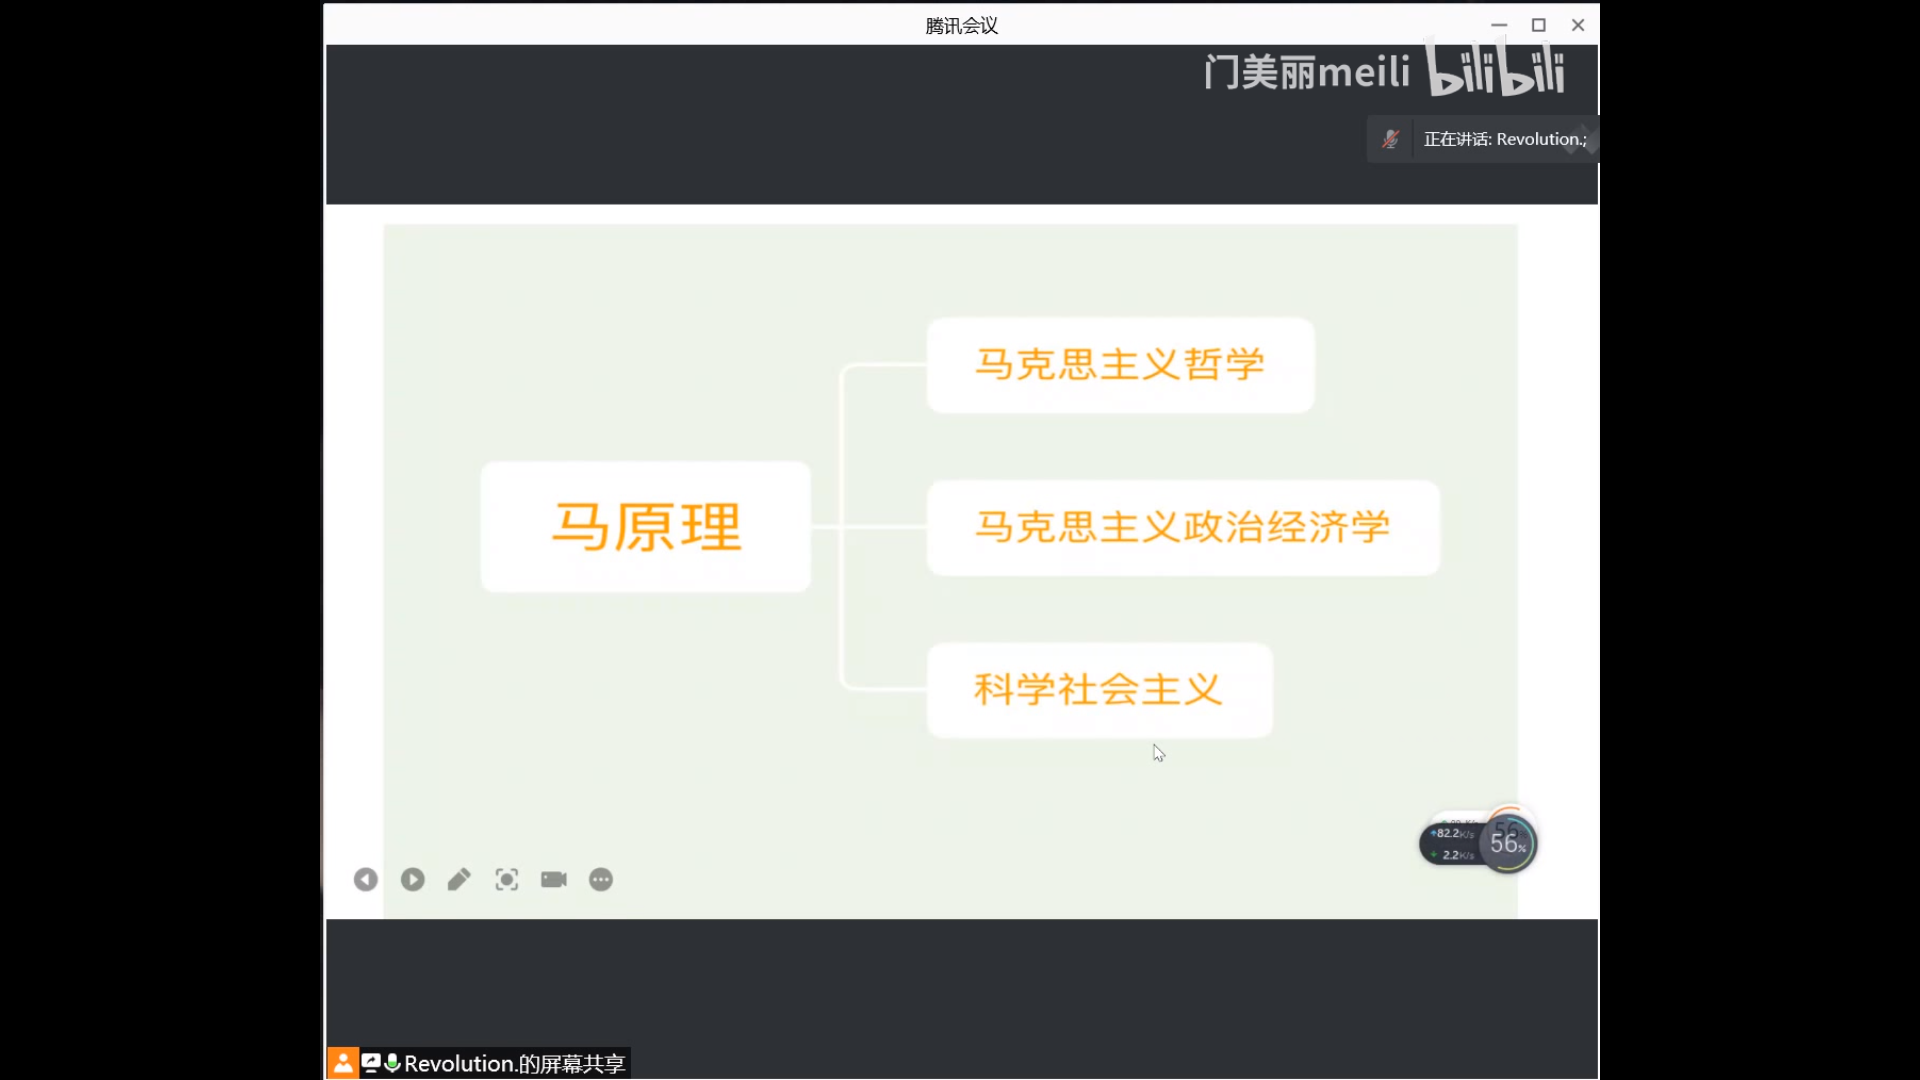 腾讯会议
门美丽meili bilibili
正在讲话: Revolution.;
马克思主义哲学
马原理
马克思主义政治经济学
科学社会主义
82.2K/s
56%
2.2K/s
Revolution.的屏幕共享